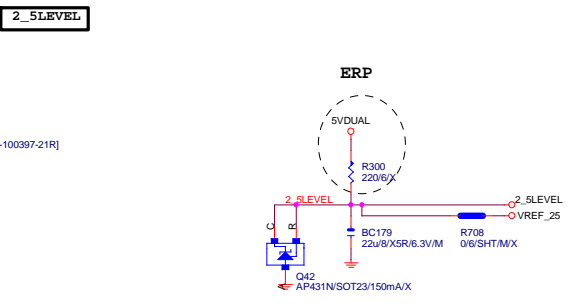 2_5LEVEL
ERP
-100397-21R]
5VDUAL
R300
220/6/X
2_5LEVEL
2_5LEVEL
VREF_25
C
R
BC179
22u/8/X5R/6.3V/M
R708
0/6/SHT/M/X
Q42
A
AP431N/SOT23/150mA/X